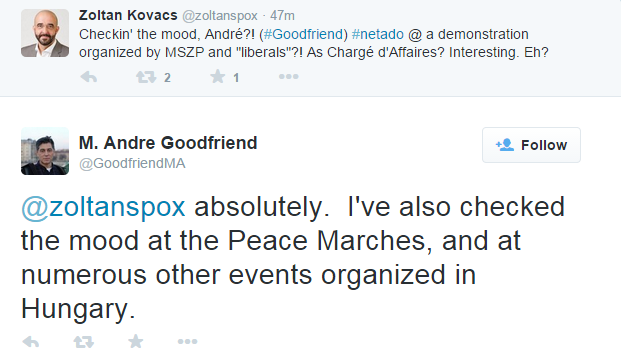 Zoltan Kovacs @zoltanspox · 47m
Checkin' the mood, André?! (#Goodfriend) #netado @ a demonstration
organized by MSZP and "liberals"?! As Chargé d'Affaires? Interesting. Eh?
2 1
M. Andre Goodfriend
@GoodfriendMA
Follow
@zoltanspox absolutely. I've also checked
the mood at the Peace Marches, and at
numerous other events organized in
Hungary.